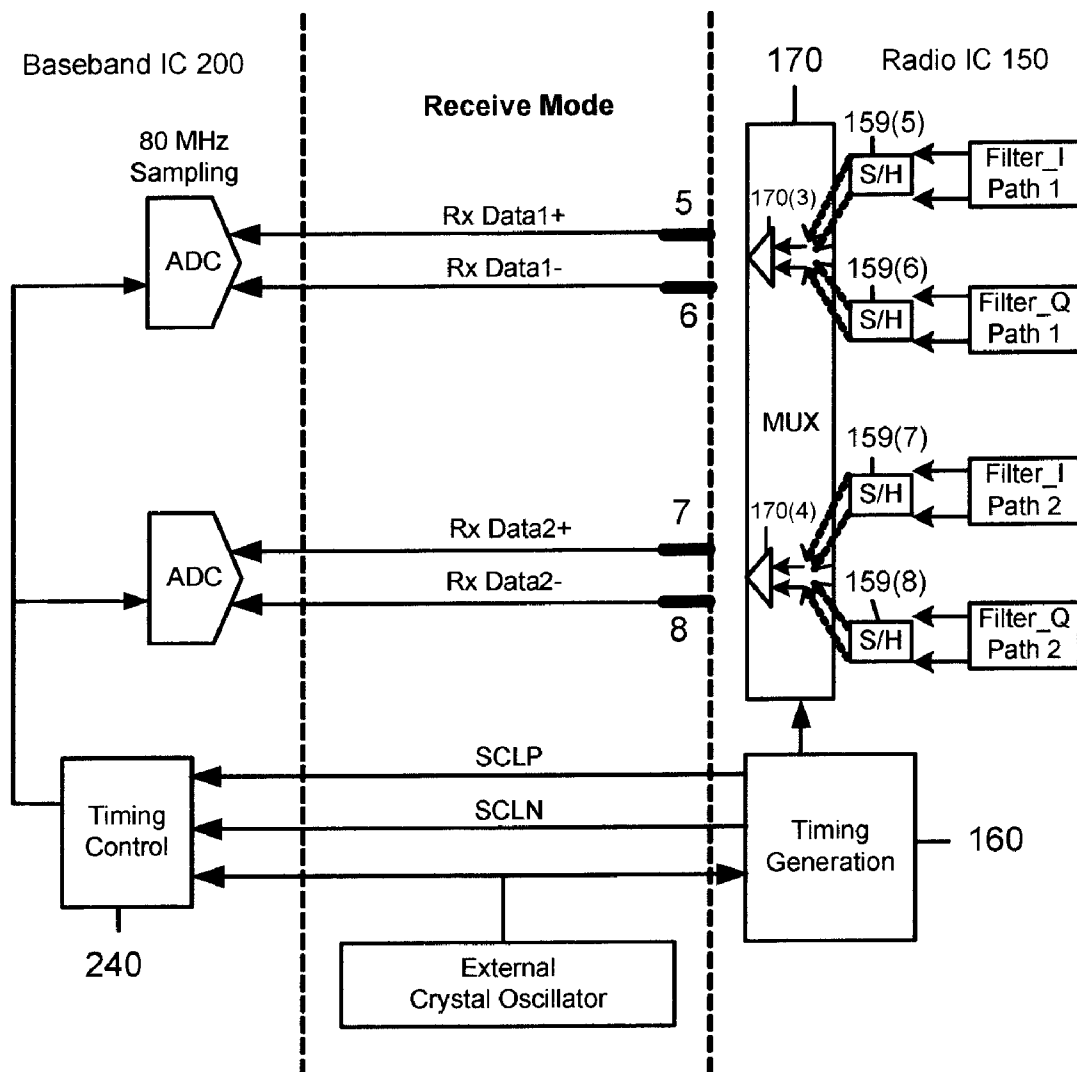 Baseband IC 200
Receive Mode
170
Radio IC 150
80 MHz
Sampling
ADC
Rx Data1+
5
Rx Data1-
6
170(3)
159(5)
S/H
Filter_I
Path 1
159(6)
S/H
Filter_Q
Path 1
MUX
ADC
Rx Data2+
7
Rx Data2-
8
170(4)
159(7)
S/H
Filter_I
Path 2
159(8)
S/H
Filter_Q
Path 2
Timing
Control
240
SCLP
SCLN
Timing
Generation
160
External
Crystal Oscillator